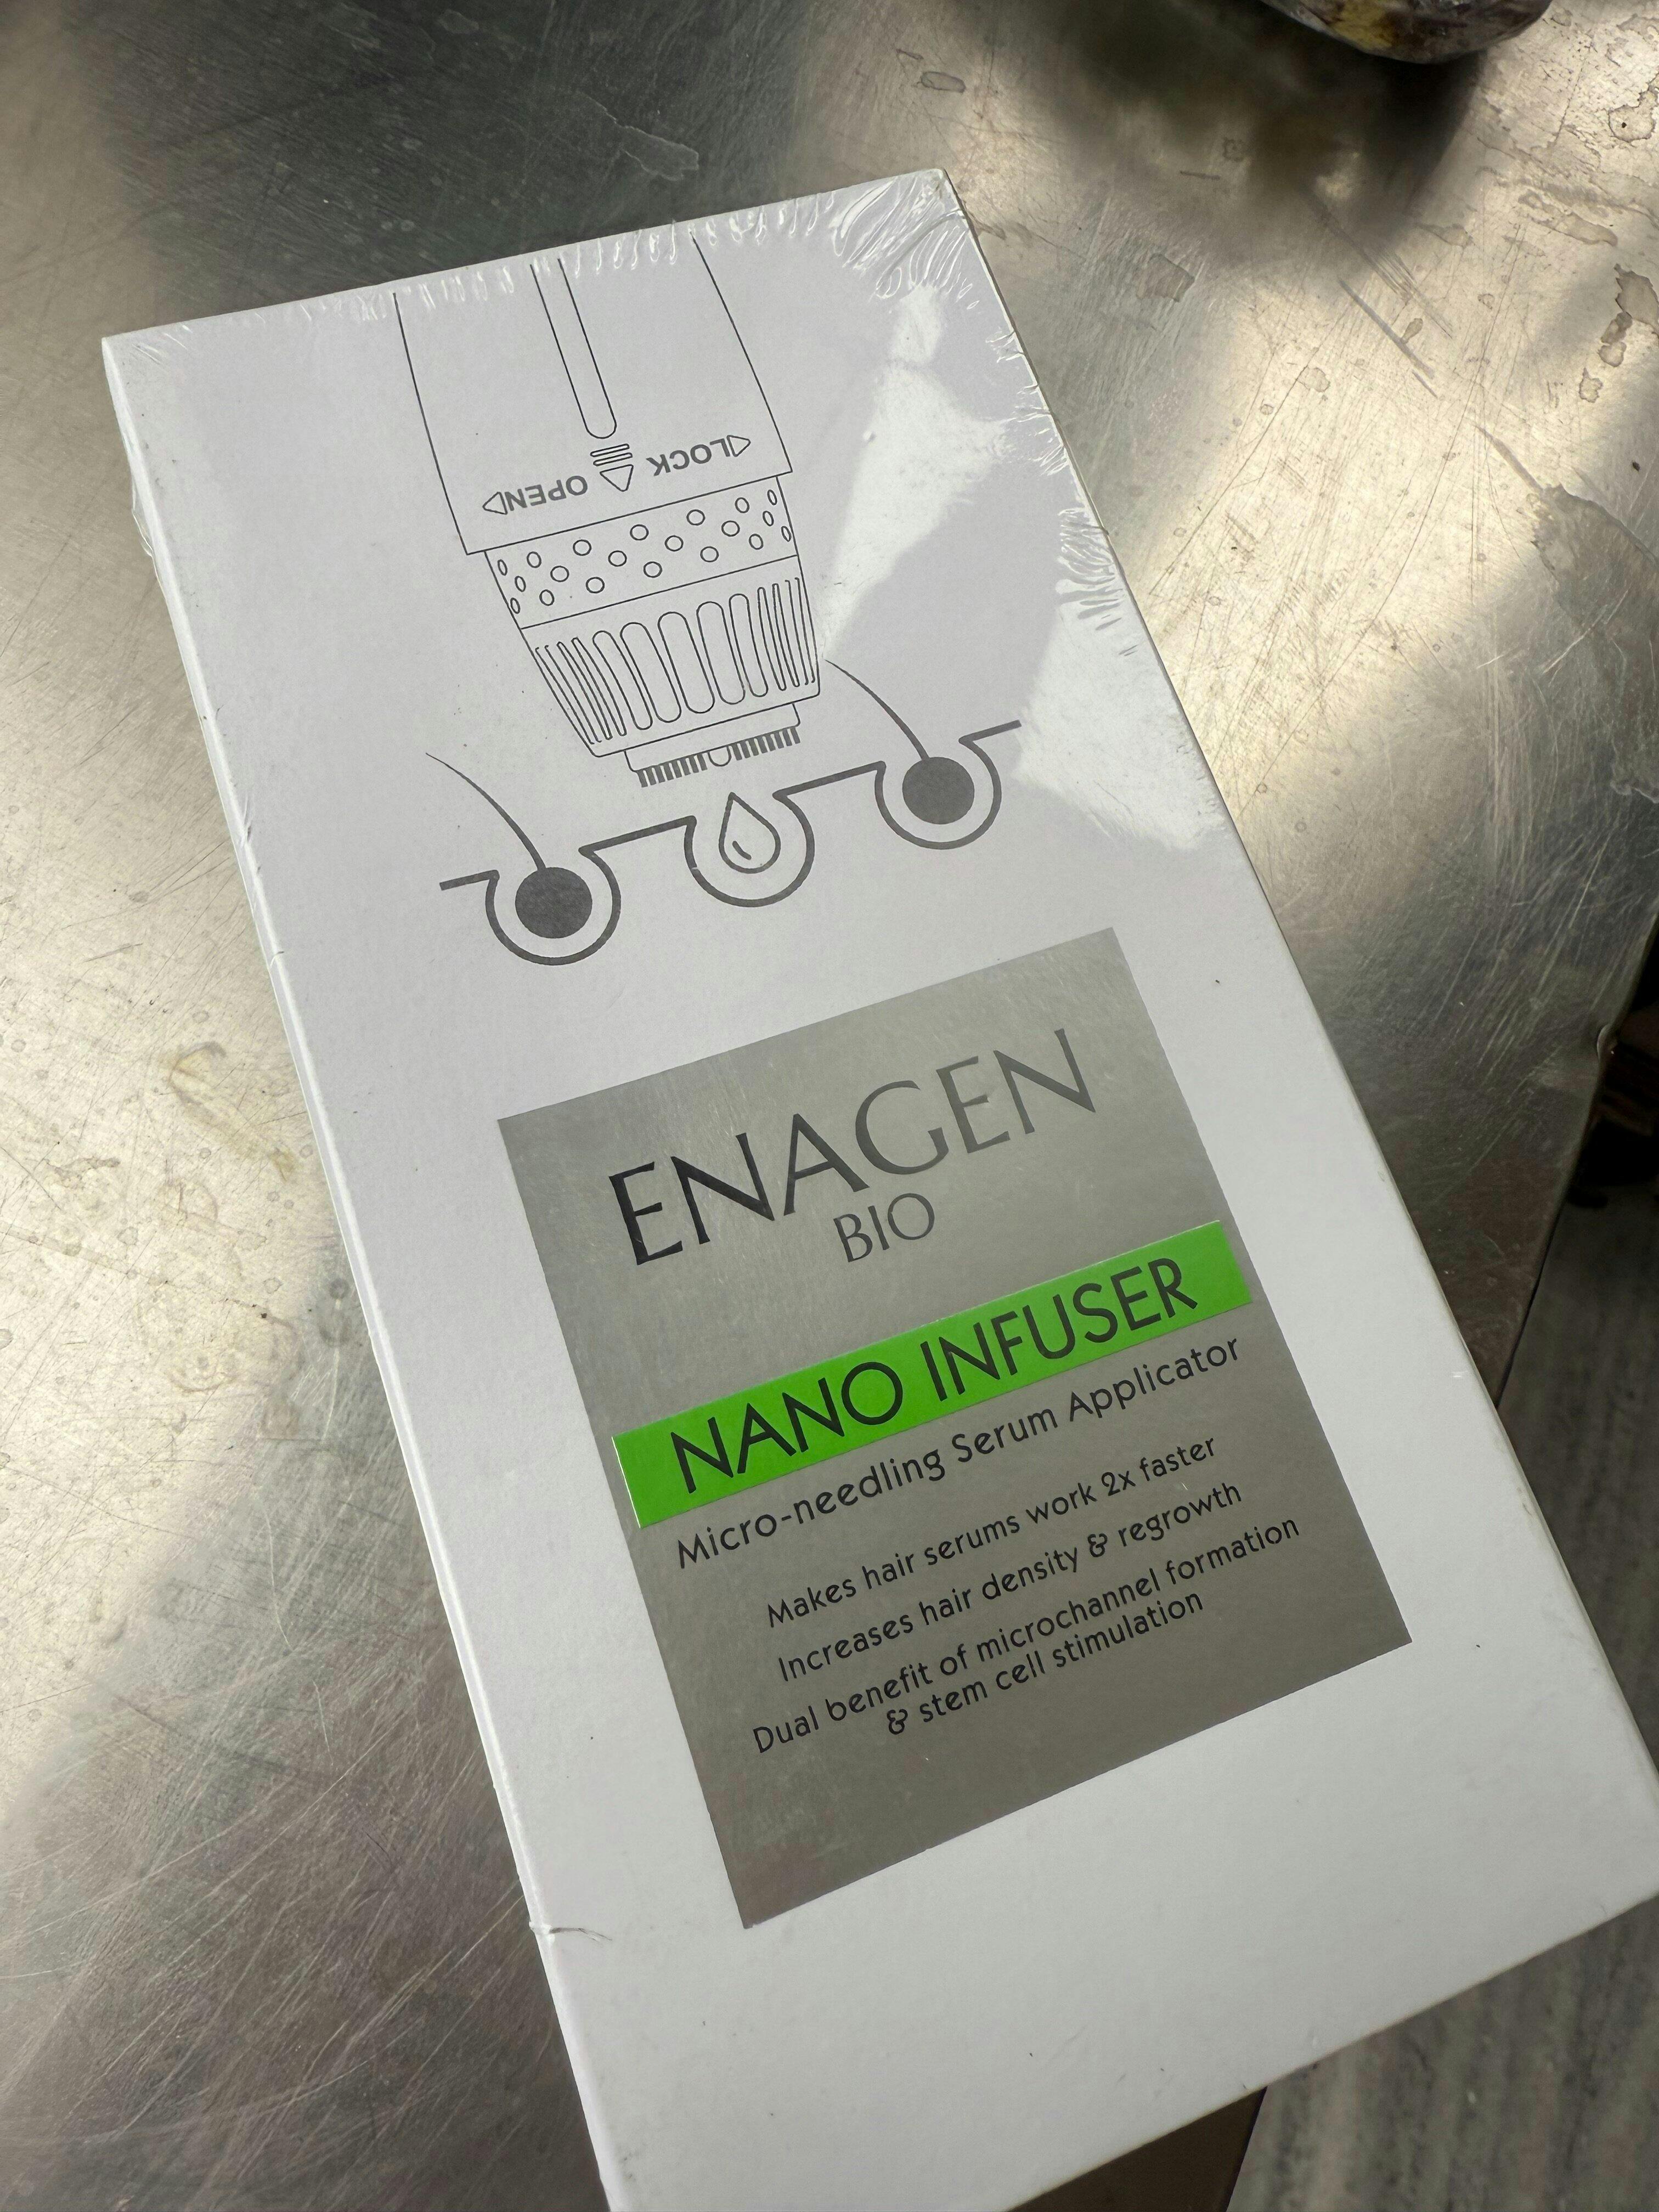 ◁OPEN
LOCK▷
ENAGEN
BIO
NANO INFUSER
Micro-needling Serum Applicator
Makes hair serums work 2x faster
Increases hair density & regrowth
Dual benefit of microchannel formation
& stem cell stimulation